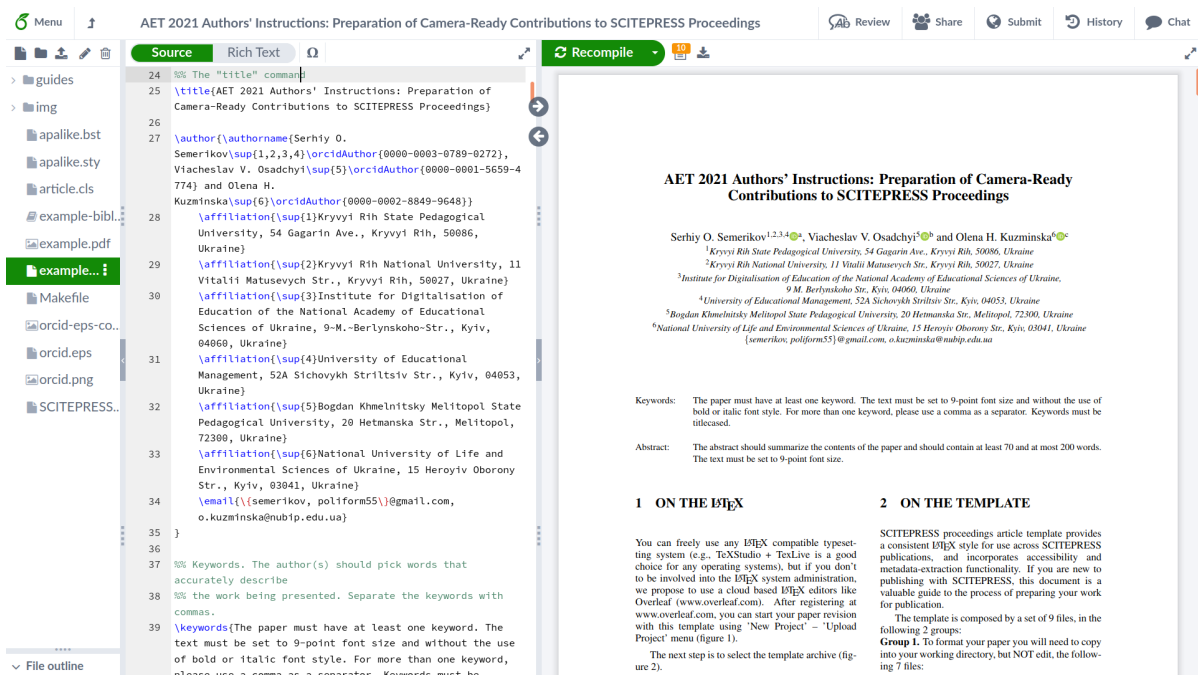 Menu
AET 2021 Authors' Instructions: Preparation of Camera-Ready Contributions to SCITEPRESS Proceedings
Review
Share
Submit
History
Chat
Source
Rich Text
Ω
Recompile
10
guides
img
apalike.bst
apalike.sty
article.cls
example-bibl..
example.pdf
example...
Makefile
orcid-eps-co..
orcid.eps
orcid.png
SCITEPRESS..
File outline
24 %% The "title" command
25 \title{AET 2021 Authors' Instructions: Preparation of
Camera-Ready Contributions to SCITEPRESS Proceedings}
26
27 \author{\authorname{Serhiy O.
Semerikov\sup{1,2,3,4}\orcidAuthor{0000-0003-0789-0272},
Viacheslav V. Osadchyi\sup{5}\orcidAuthor{0000-0001-5659-4
774} and Olena H.
Kuzminska\sup{6}\orcidAuthor{0000-0002-8849-9648}}
28 \affiliation{\sup{1}Kryvyi Rih State Pedagogical
University, 54 Gagarin Ave., Kryvyi Rih, 50086,
Ukraine}
29 \affiliation{\sup{2}Kryvyi Rih National University, 11
Vitalii Matusevych Str., Kryvyi Rih, 50027, Ukraine}
30 \affiliation{\sup{3}Institute for Digitalisation of
Education of the National Academy of Educational
Sciences of Ukraine, 9~M.~Berlynskoho~Str., Kyiv,
04060, Ukraine}
31 \affiliation{\sup{4}University of Educational
Management, 52A Sichovykh Striltsiv Str., Kyiv, 04053,
Ukraine}
32 \affiliation{\sup{5}Bogdan Khmelnitsky Melitopol State
Pedagogical University, 20 Hetmanska Str., Melitopol,
72300, Ukraine}
33 \affiliation{\sup{6}National University of Life and
Environmental Sciences of Ukraine, 15 Heroyiv Oborony
Str., Kyiv, 03041, Ukraine}
34 \email{\{semerikov, poliform55\}@gmail.com,
o.kuzminska@nubip.edu.ua}
35 }
36
37 %% Keywords. The author(s) should pick words that
accurately describe
38 %% the work being presented. Separate the keywords with
commas.
39 \keywords{The paper must have at least one keyword. The
text must be set to 9-point font size and without the use
of bold or italic font style. For more than one keyword,
please use a comma as a separator. Keywords must be
AET 2021 Authors' Instructions: Preparation of Camera-Ready
Contributions to SCITEPRESS Proceedings
Serhiy O. Semerikov1,2,3,4 a, Viacheslav V. Osadchyi5 b and Olena H. Kuzminska6 c
1Kryvyi Rih State Pedagogical University, 54 Gagarin Ave., Kryvyi Rih, 50086, Ukraine
2Kryvyi Rih National University, 11 Vitalii Matusevych Str., Kryvyi Rih, 50027, Ukraine
3Institute for Digitalisation of Education of the National Academy of Educational Sciences of Ukraine,
9 M. Berlynskoho Str., Kyiv, 04060, Ukraine
4University of Educational Management, 52A Sichovykh Striltsiv Str., Kyiv, 04053, Ukraine
5Bogdan Khmelnitsky Melitopol State Pedagogical University, 20 Hetmanska Str., Melitopol, 72300, Ukraine
6National University of Life and Environmental Sciences of Ukraine, 15 Heroyiv Oborony Str., Kyiv, 03041, Ukraine
{semerikov, poliform55}@gmail.com, o.kuzminska@nubip.edu.ua
Keywords: The paper must have at least one keyword. The text must be set to 9-point font size and without the use of
bold or italic font style. For more than one keyword, please use a comma as a separator. Keywords must be
titlecased.
Abstract: The abstract should summarize the contents of the paper and should contain at least 70 and at most 200 words.
The text must be set to 9-point font size.
1 ON THE LATEX
You can freely use any LATEX compatible typeset-
ting system (e.g., TeXStudio + TexLive is a good
choice for any operating systems), but if you don't
to be involved into the LATEX system administration,
we propose to use a cloud based LATEX editors like
Overleaf (www.overleaf.com). After registering at
www.overleaf.com, you can start your paper revision
with this template using 'New Project' – 'Upload
Project' menu (figure 1).
The next step is to select the template archive (fig-
ure 2).
2 ON THE TEMPLATE
SCITEPRESS proceedings article template provides
a consistent LATEX style for use across SCITEPRESS
publications, and incorporates accessibility and
metadata-extraction functionality. If you are new to
publishing with SCITEPRESS, this document is a
valuable guide to the process of preparing your work
for publication.
The template is composed by a set of 9 files, in the
following 2 groups:
Group 1. To format your paper you will need to copy
into your working directory, but NOT edit, the follow-
ing 7 files: